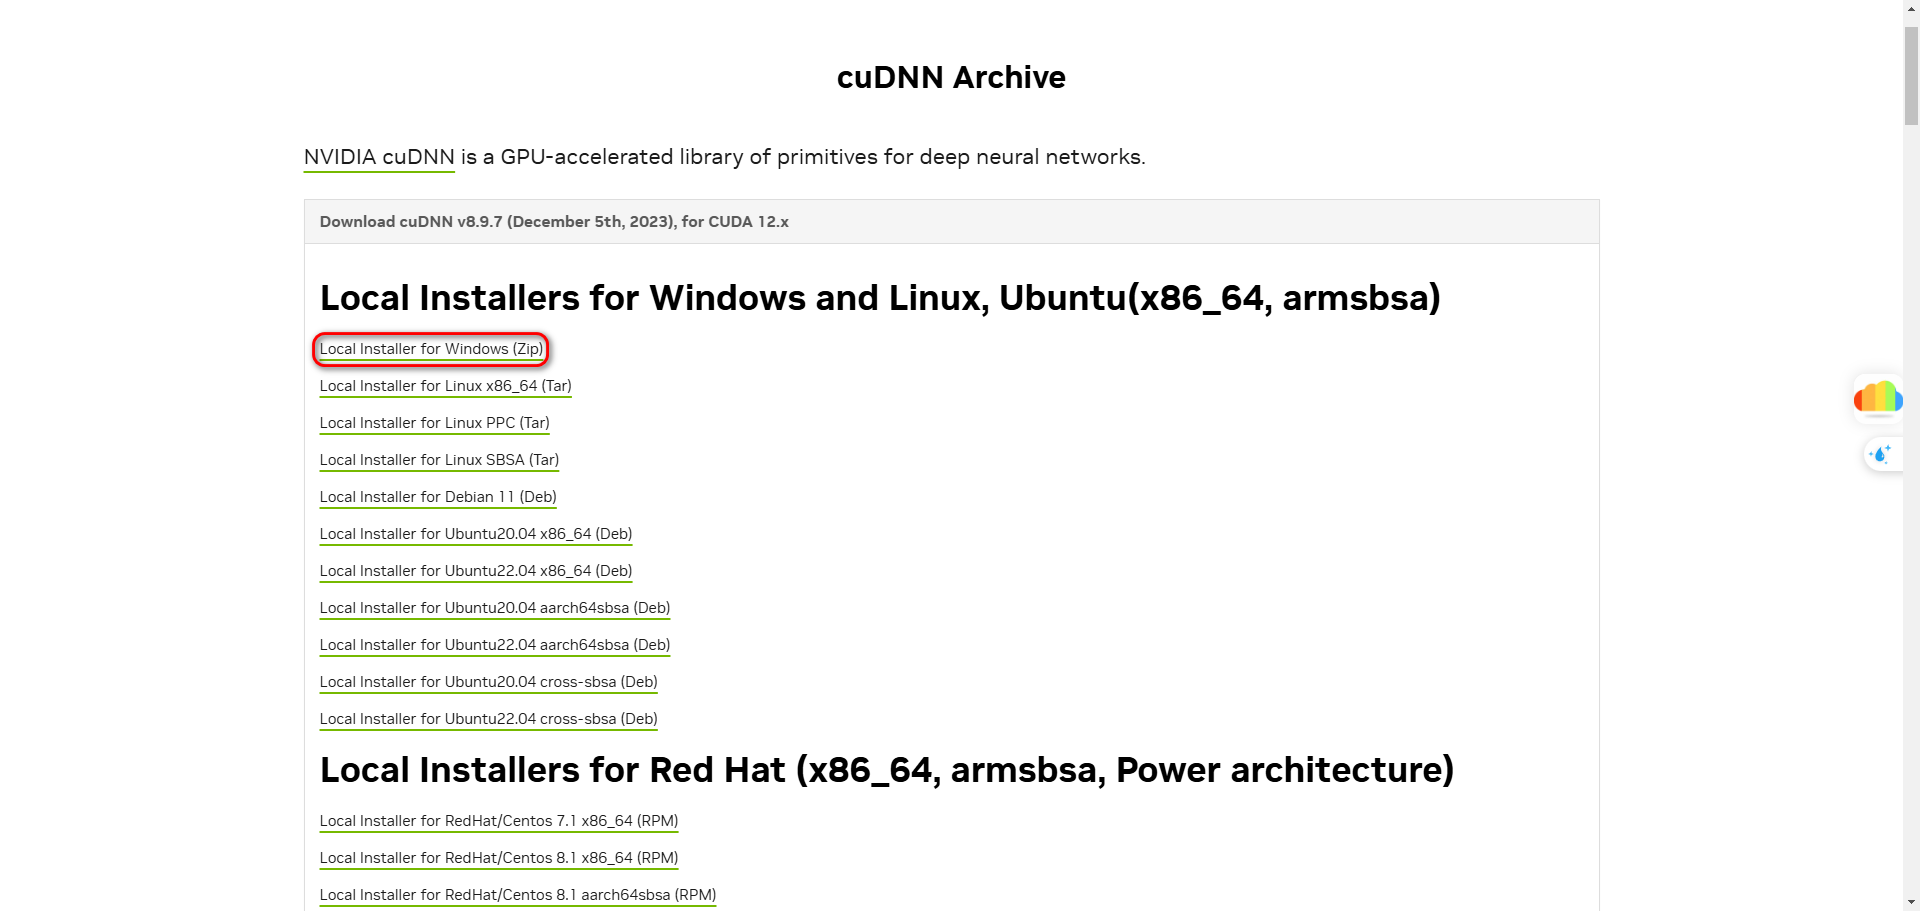 cuDNN Archive
NVIDIA cuDNN is a GPU-accelerated library of primitives for deep neural networks.
Download cuDNN v8.9.7 (December 5th, 2023), for CUDA 12.x
Local Installers for Windows and Linux, Ubuntu(x86_64, armsbsa)
Local Installer for Windows (Zip)
Local Installer for Linux x86_64 (Tar)
Local Installer for Linux PPC (Tar)
Local Installer for Linux SBSA (Tar)
Local Installer for Debian 11 (Deb)
Local Installer for Ubuntu20.04 x86_64 (Deb)
Local Installer for Ubuntu22.04 x86_64 (Deb)
Local Installer for Ubuntu20.04 aarch64sbsa (Deb)
Local Installer for Ubuntu22.04 aarch64sbsa (Deb)
Local Installer for Ubuntu20.04 cross-sbsa (Deb)
Local Installer for Ubuntu22.04 cross-sbsa (Deb)
Local Installers for Red Hat (x86_64, armsbsa, Power architecture)
Local Installer for RedHat/Centos 7.1 x86_64 (RPM)
Local Installer for RedHat/Centos 8.1 x86_64 (RPM)
Local Installer for RedHat/Centos 8.1 aarch64sbsa (RPM)